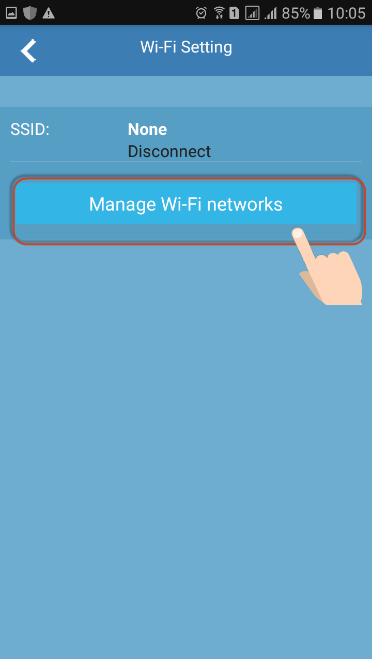 85% 10:05
Wi-Fi Setting
SSID: None
Disconnect
Manage Wi-Fi networks